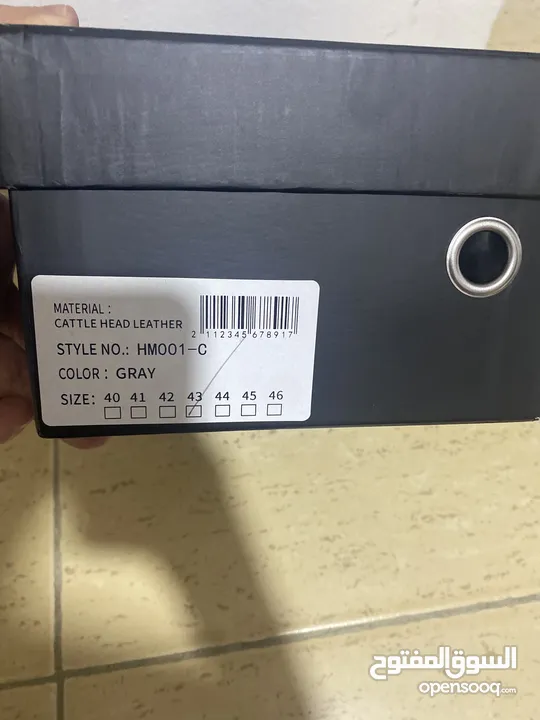 MATERIAL :
CATTLE HEAD LEATHER
2 112345 678917
STYLE NO.: HM001-C
COLOR : GRAY
SIZE: 40 41 42 43 44 45 46
السوق المفتوح
opensooq.com